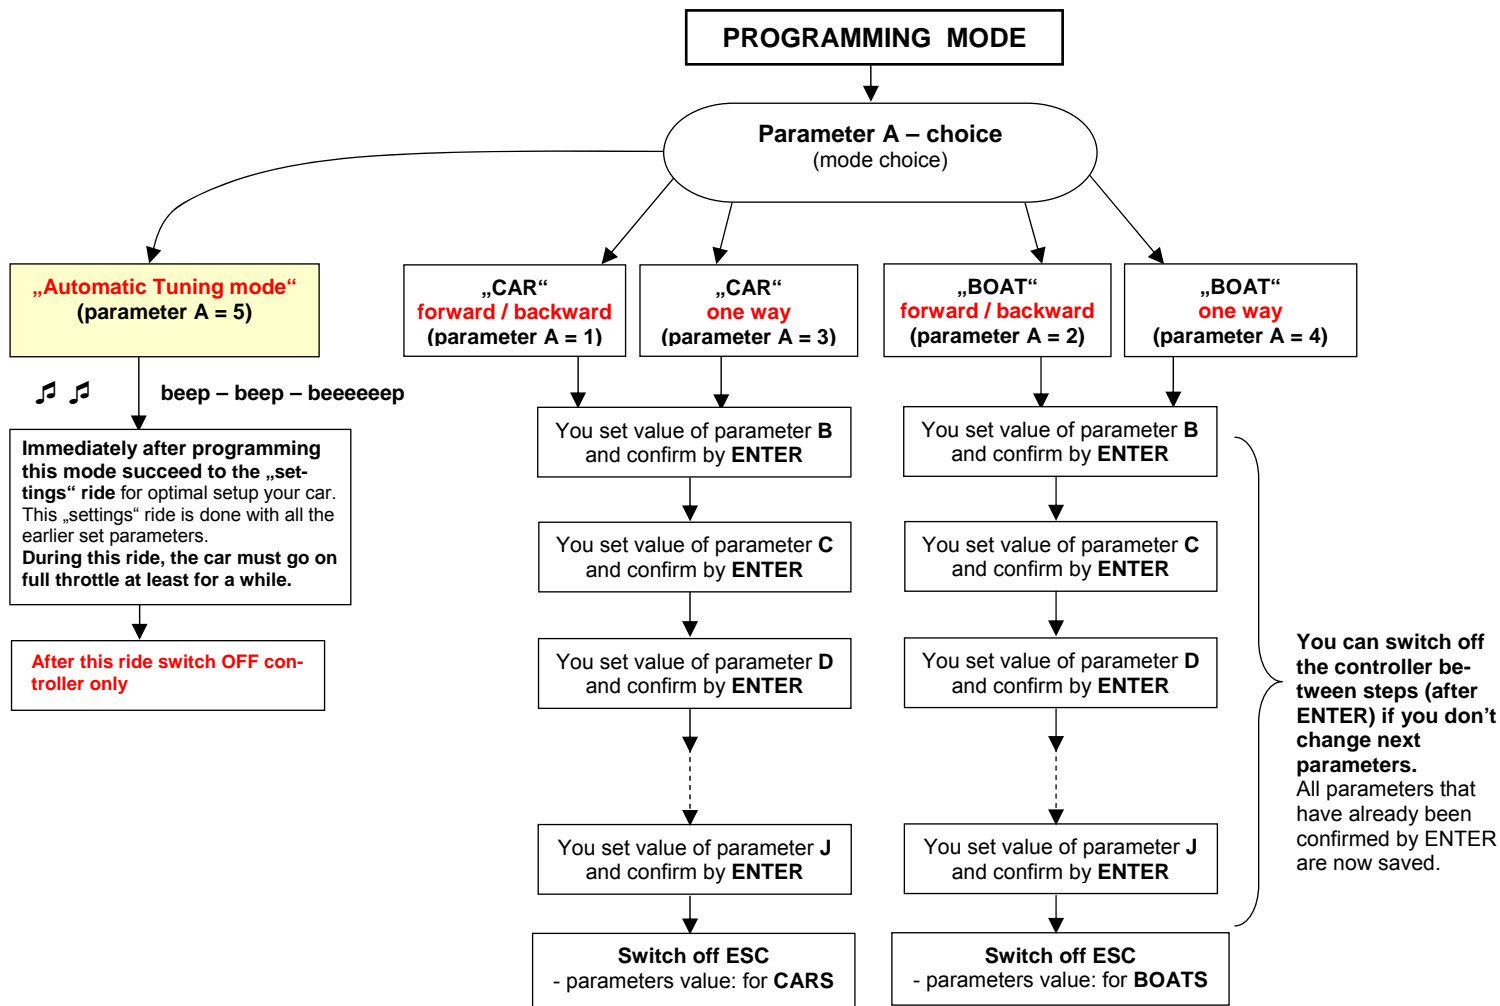 PROGRAMMING MODE
Parameter A – choice
(mode choice)
„Automatic Tuning mode“
(parameter A = 5)
„CAR“
forward / backward
(parameter A = 1)
„CAR“
one way
(parameter A = 3)
„BOAT“
forward / backward
(parameter A = 2)
„BOAT“
one way
(parameter A = 4)
♫ ♫ beep – beep – beeeeeep
Immediately after programming
this mode succeed to the „set-
tings“ ride for optimal setup your car.
This „settings“ ride is done with all the
earlier set parameters.
During this ride, the car must go on
full throttle at least for a while.
After this ride switch OFF con-
troller only
You set value of parameter B
and confirm by ENTER
You set value of parameter C
and confirm by ENTER
You set value of parameter D
and confirm by ENTER
You set value of parameter J
and confirm by ENTER
Switch off ESC
- parameters value: for CARS
You set value of parameter B
and confirm by ENTER
You set value of parameter C
and confirm by ENTER
You set value of parameter D
and confirm by ENTER
You set value of parameter J
and confirm by ENTER
Switch off ESC
- parameters value: for BOATS
You can switch off
the controller be-
tween steps (after
ENTER) if you don’t
change next
parameters.
All parameters that
have already been
confirmed by ENTER
are now saved.